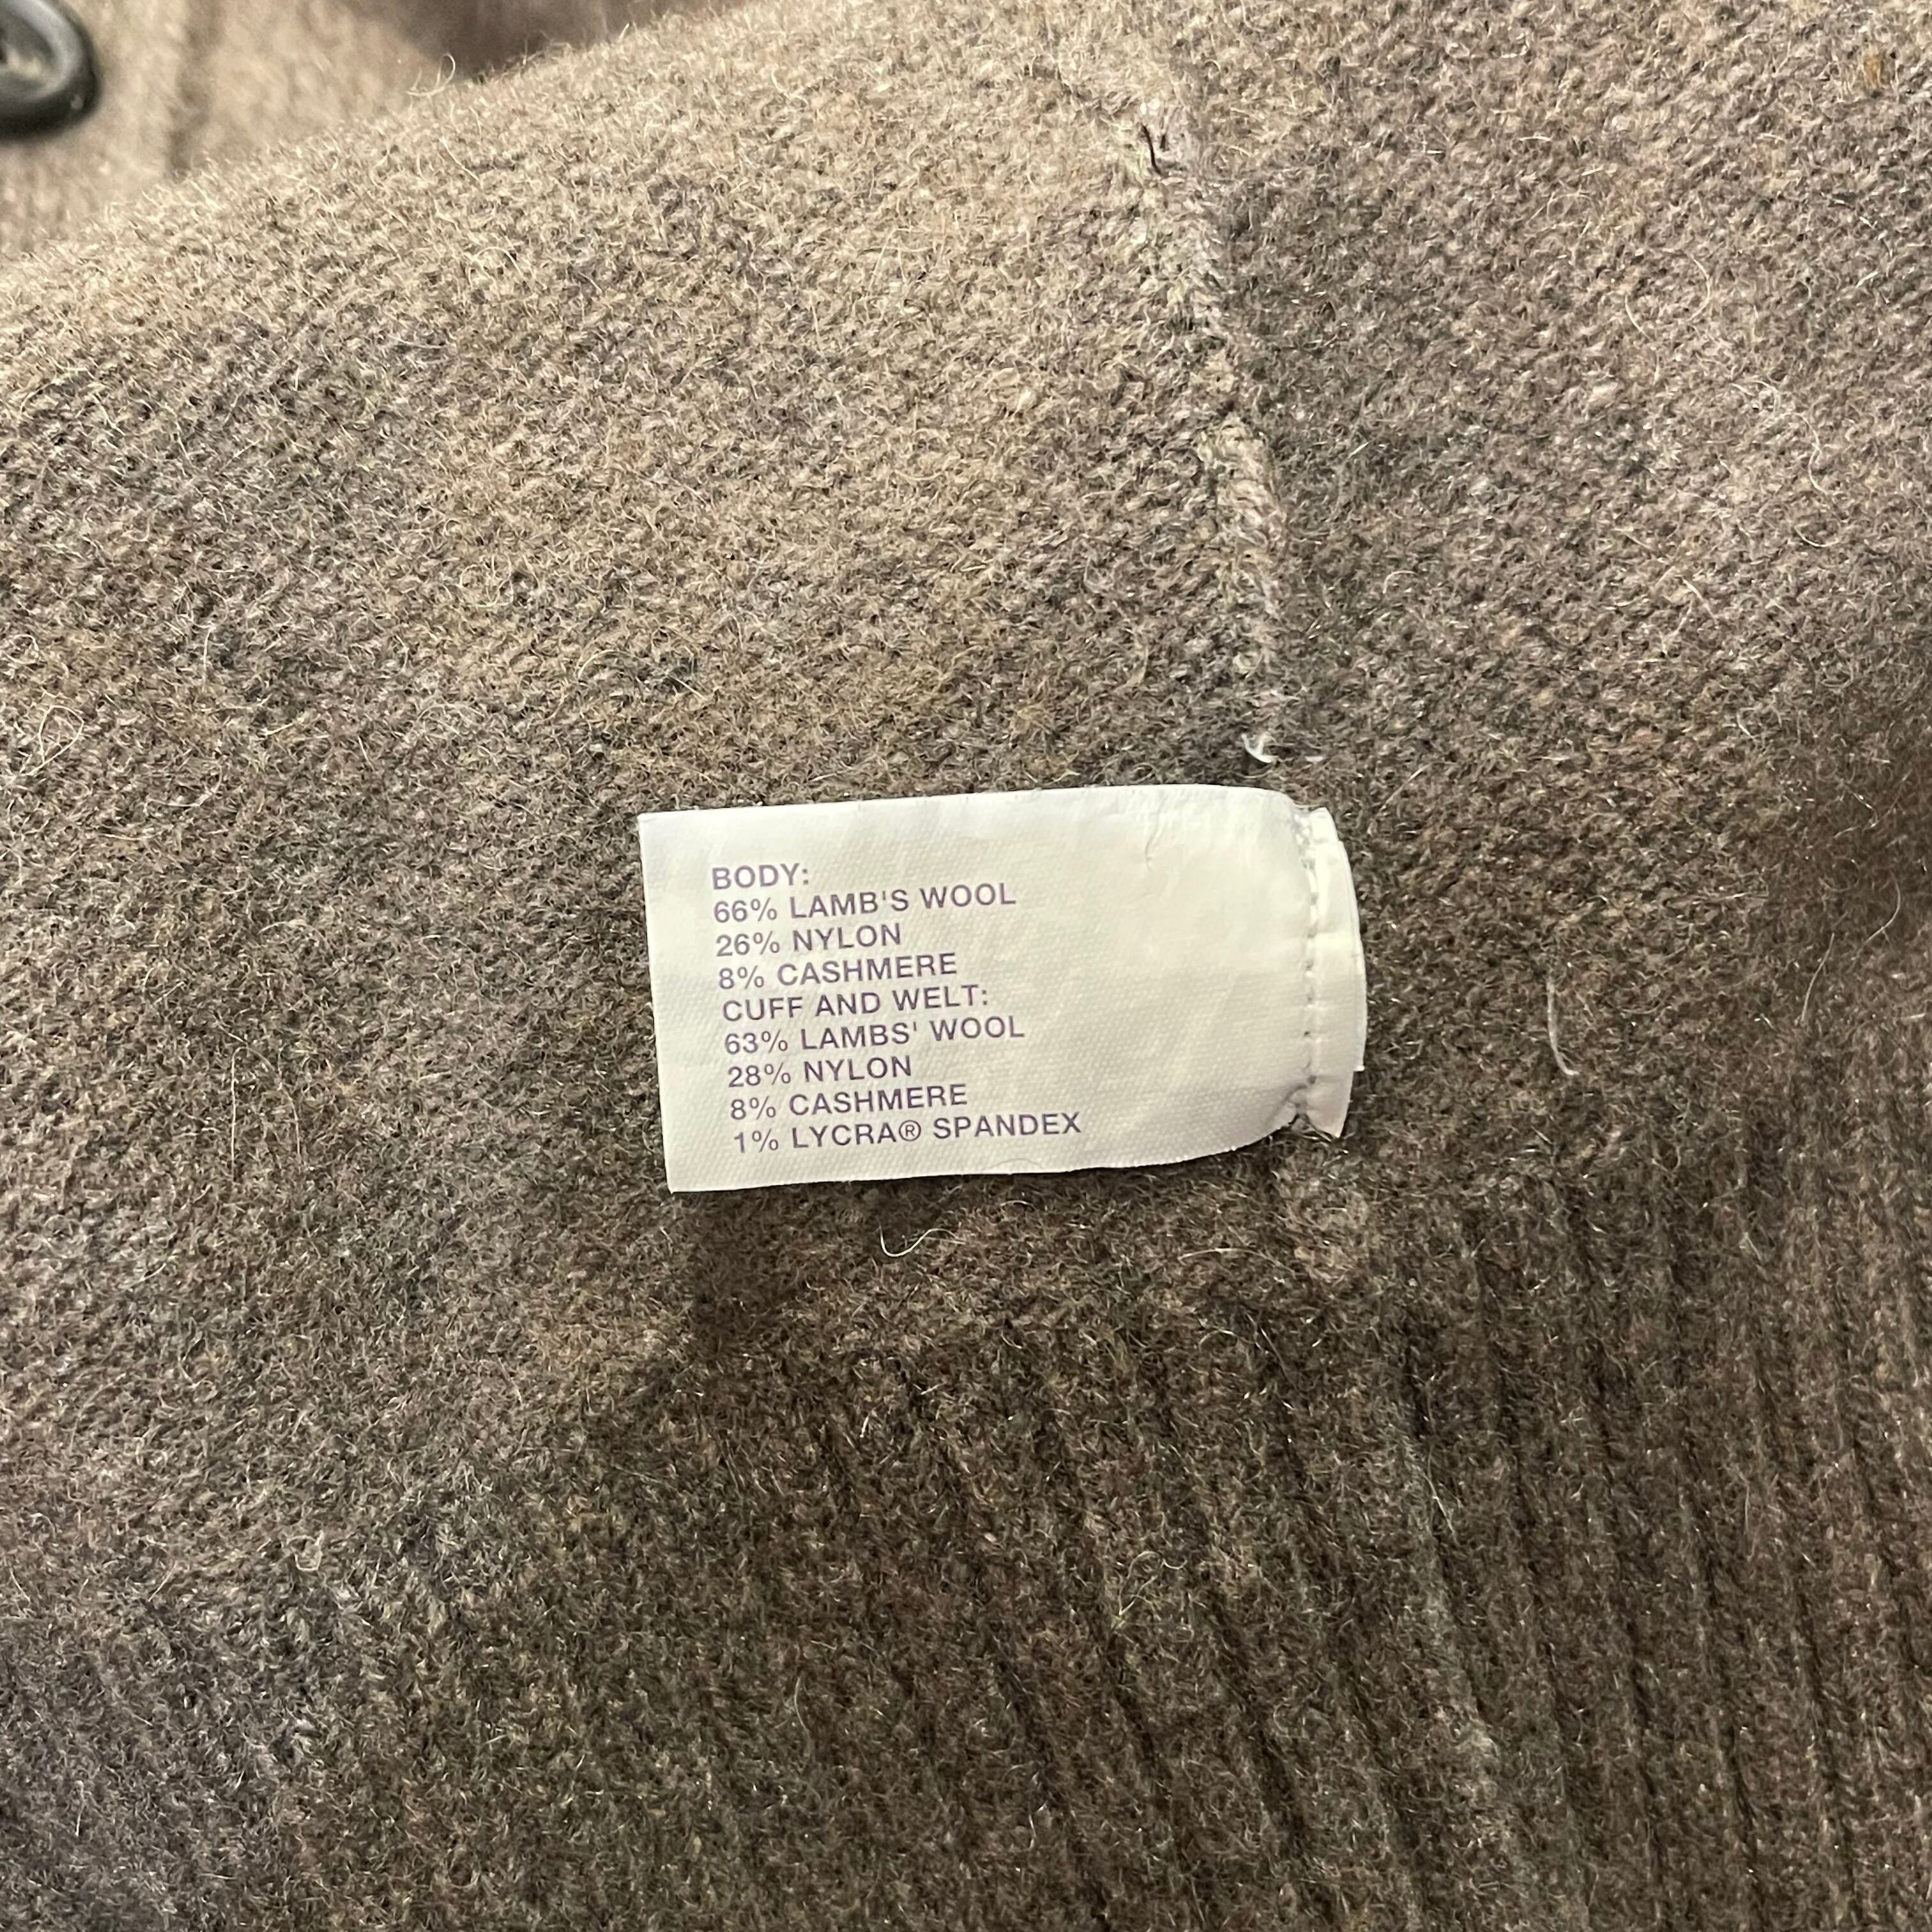 BODY:
66% LAMB'S WOOL
26% NYLON
8% CASHMERE
CUFF AND WELT:
63% LAMBS' WOOL
28% NYLON
8% CASHMERE
1% LYCRA® SPANDEX